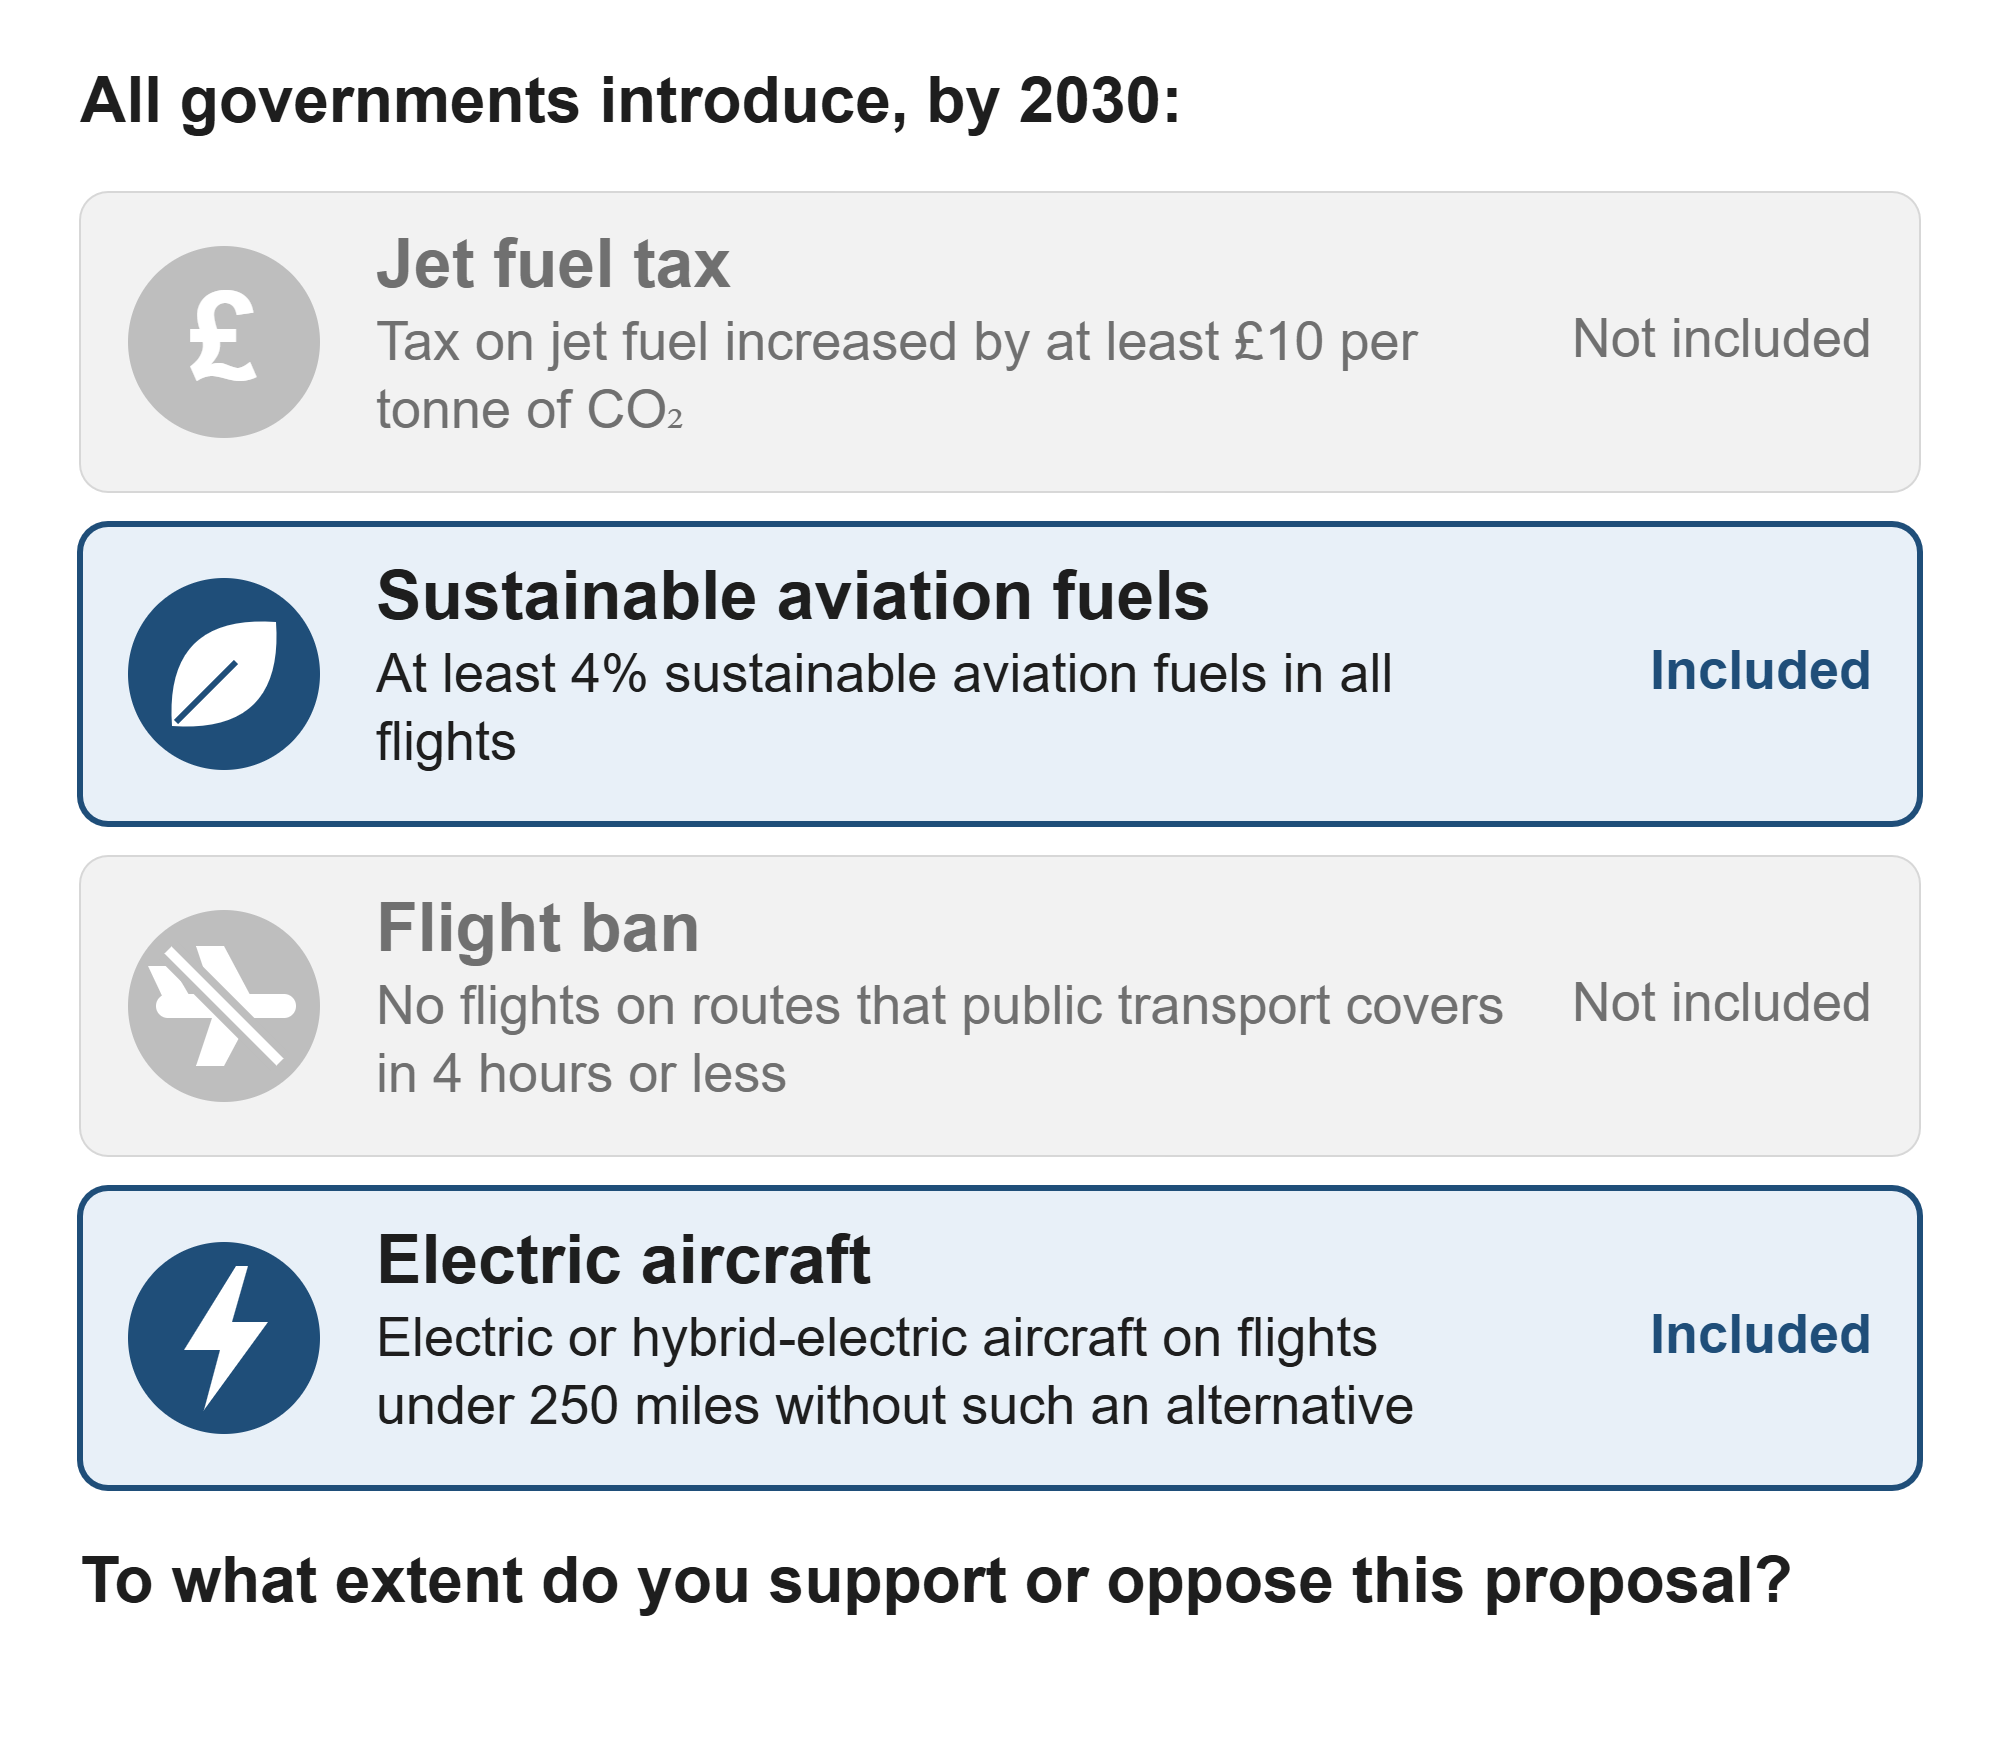 All governments introduce, by 2030:
£
Jet fuel tax
Tax on jet fuel increased by at least £10 per
tonne of CO₂
Not included
Sustainable aviation fuels
At least 4% sustainable aviation fuels in all
flights
Included
Flight ban
No flights on routes that public transport covers
in 4 hours or less
Not included
Electric aircraft
Electric or hybrid-electric aircraft on flights
under 250 miles without such an alternative
Included
To what extent do you support or oppose this proposal?